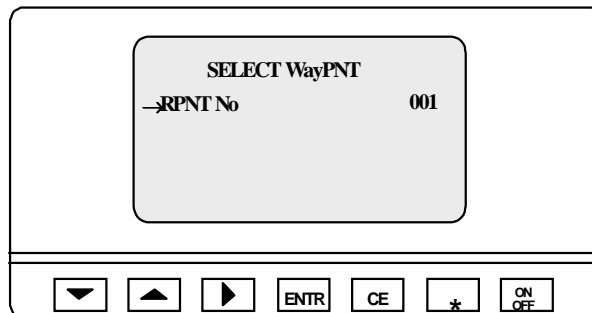 SELECT WayPNT
→RPNT No 001
ENTR CE * ON
OFF